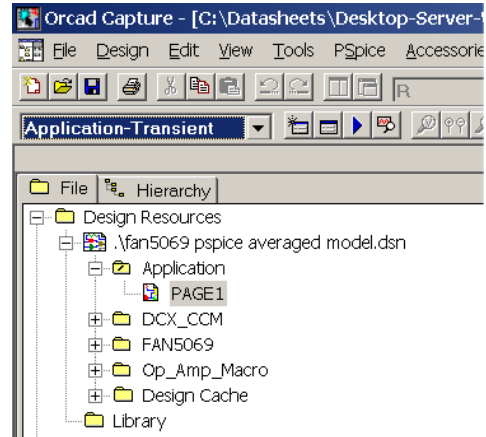 Orcad Capture - [C:\Datasheets\Desktop-Server-
File Design Edit View Tools PSpice Accessorie
R
Application-Transient
File Hierarchy
Design Resources
.\fan5069 pspice averaged model.dsn
Application
PAGE1
DCX_CCM
FAN5069
Op_Amp_Macro
Design Cache
Library